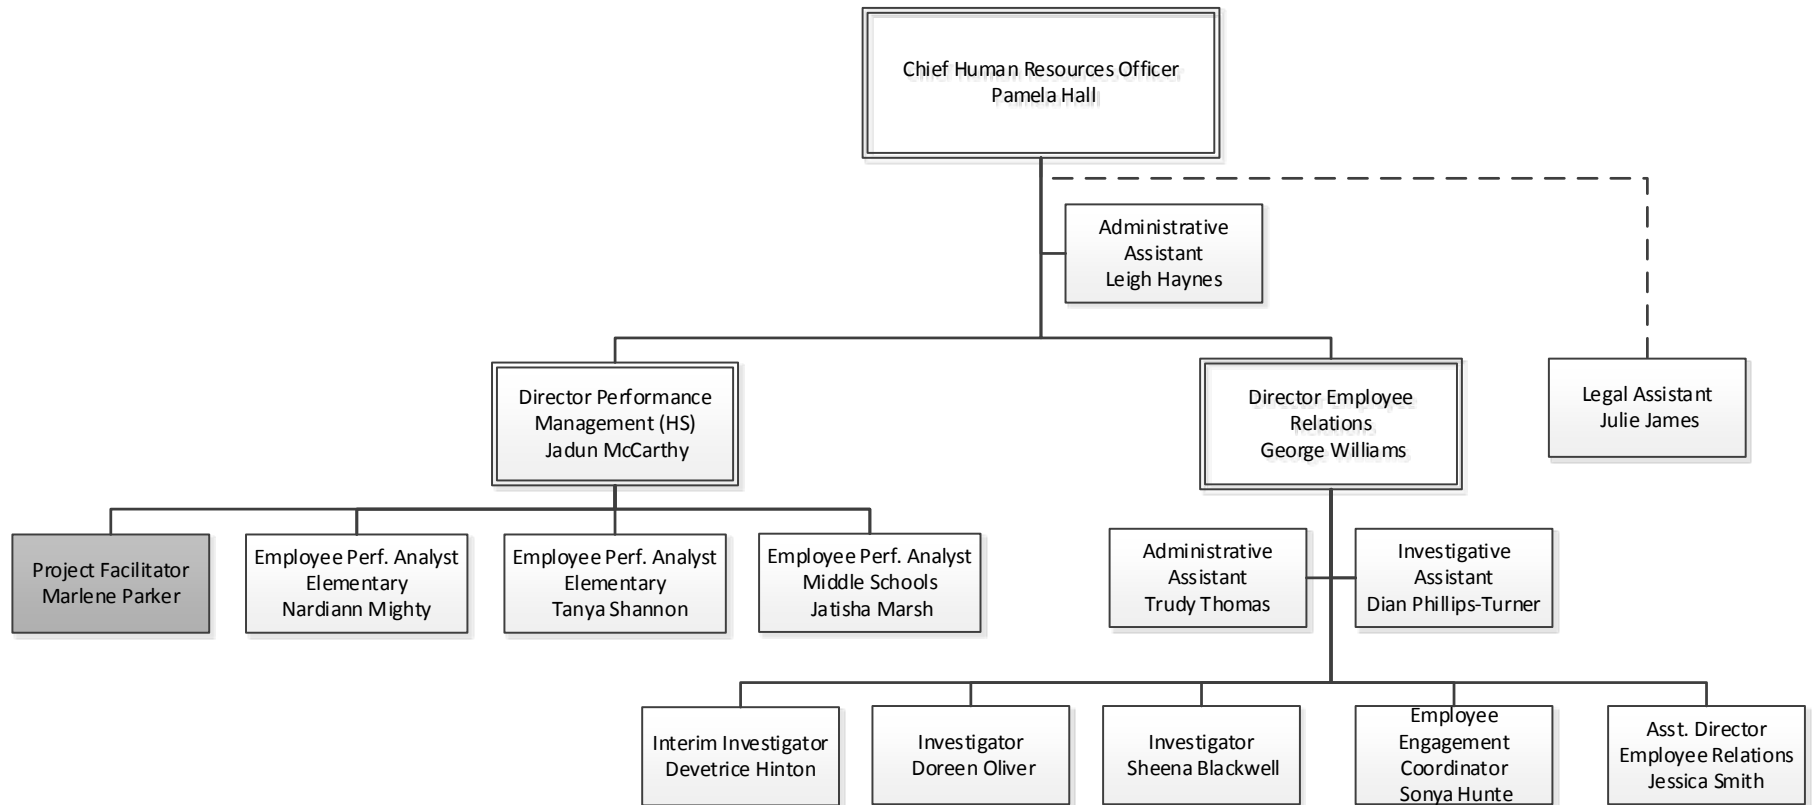 Chief Human Resources Officer
Pamela Hall
Administrative
Assistant
Leigh Haynes
Director Performance
Management (HS)
Jadun McCarthy
Director Employee
Relations
George Williams
Legal Assistant
Julie James
Project Facilitator
Marlene Parker
Employee Perf. Analyst
Elementary
Nardiann Mighty
Employee Perf. Analyst
Elementary
Tanya Shannon
Employee Perf. Analyst
Middle Schools
Jatisha Marsh
Administrative
Assistant
Trudy Thomas
Investigative
Assistant
Dian Phillips-Turner
Interim Investigator
Devetrice Hinton
Investigator
Doreen Oliver
Investigator
Sheena Blackwell
Employee
Engagement
Coordinator
Sonya Hunte
Asst. Director
Employee Relations
Jessica Smith